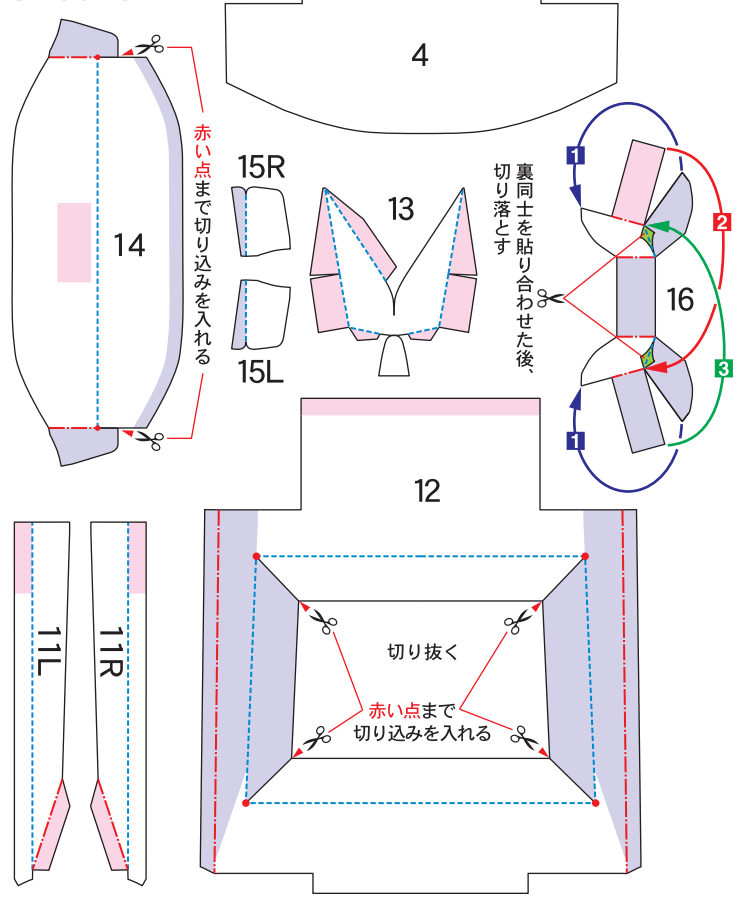 4
赤い点まで切り込みを入れる
14
15R
15L
13
裏同士を貼り合わせた後、
切り落とす
1
2
16
3
1
12
切り抜く
赤い点まで
切り込みを入れる
11L
11R